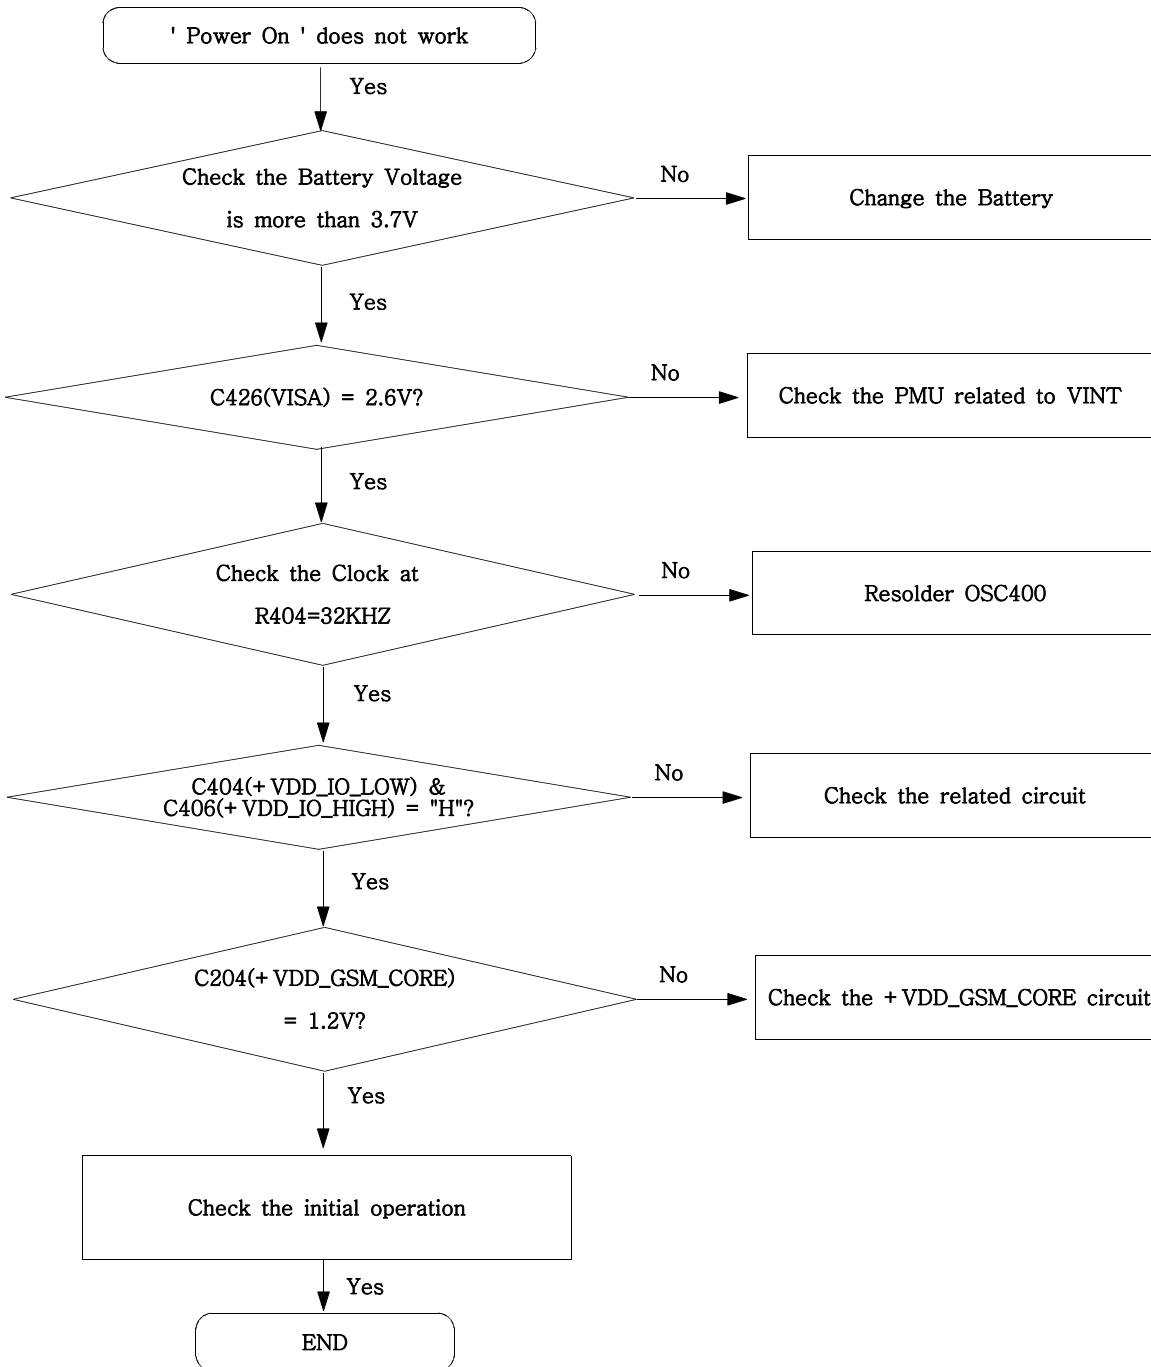 ' Power On ' does not work
Yes
Check the Battery Voltage
is more than 3.7V
No
Change the Battery
Yes
C426(VISA) = 2.6V?
No
Check the PMU related to VINT
Yes
Check the Clock at
R404=32KHZ
No
Resolder OSC400
Yes
C404(+VDD_IO_LOW) &
C406(+VDD_IO_HIGH) = "H"?
No
Check the related circuit
Yes
C204(+VDD_GSM_CORE)
= 1.2V?
No
Check the +VDD_GSM_CORE circuit
Yes
Check the initial operation
Yes
END